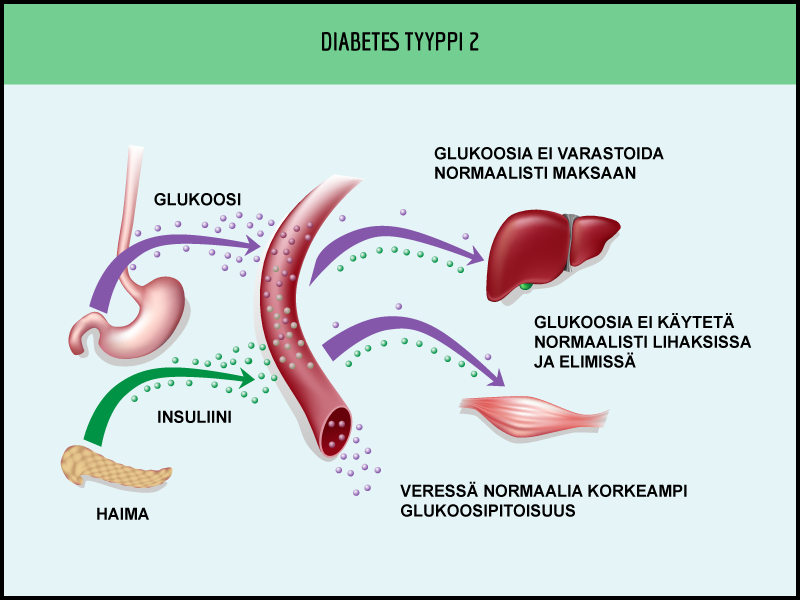 DIABETES TYYPPI 2
GLUKOOSIA EI VARASTOIDA
NORMAALISTI MAKSAAN
GLUKOOSI
GLUKOOSIA EI KÄYTETÄ
NORMAALISTI LIHAKSISSA
JA ELIMISSÄ
INSULIINI
VERESSÄ NORMAALIA KORKEAMPI
GLUKOOSIPITOISUUS
HAIMA